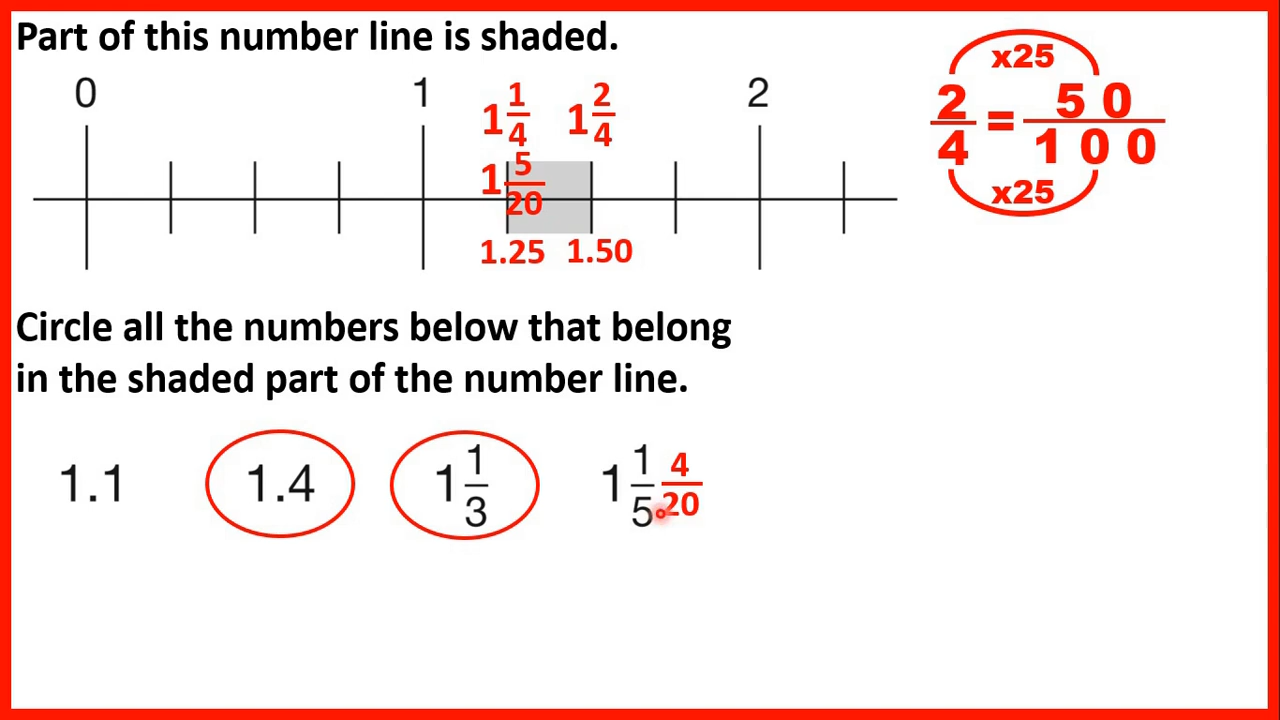 Part of this number line is shaded.
0 1 2
1 1/4 1 2/4
1 5/20
1.25 1.50
x25
2/4 = 50/100
x25
Circle all the numbers below that belong
in the shaded part of the number line.
1.1 1.4 1 1/3 1 1/5 4/20